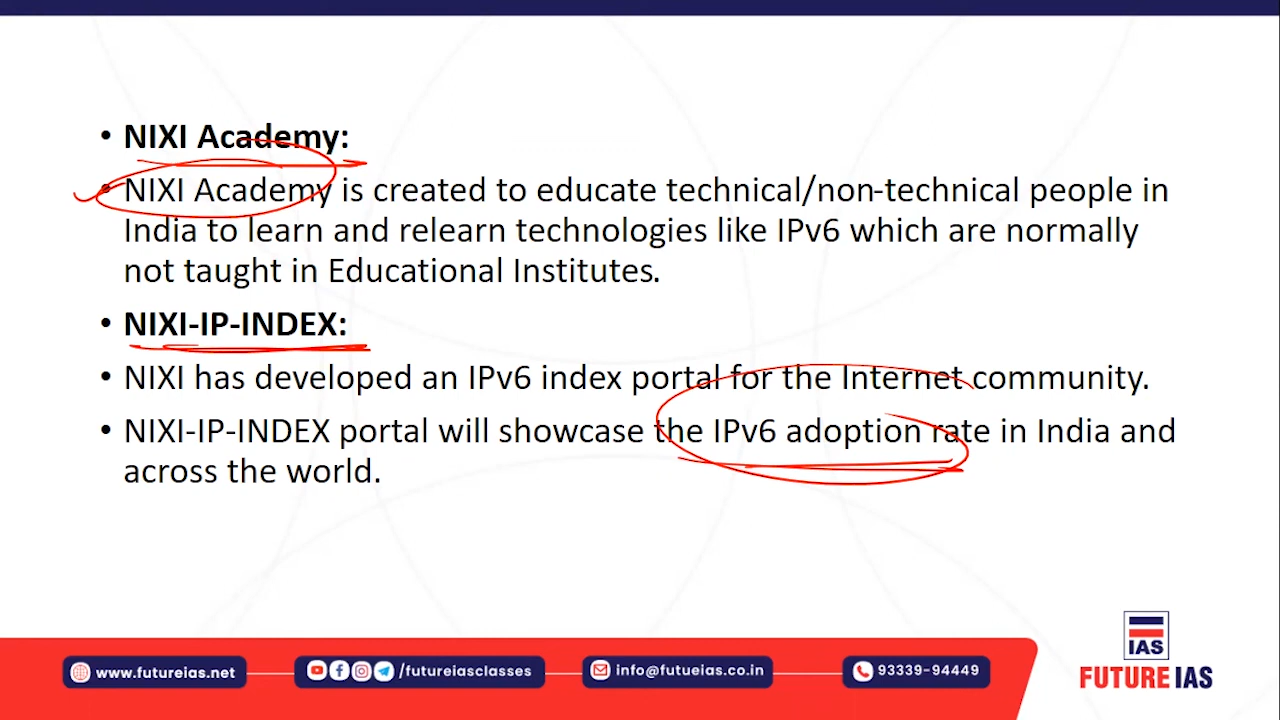 • NIXI Academy:
• NIXI Academy is created to educate technical/non-technical people in
India to learn and relearn technologies like IPv6 which are normally
not taught in Educational Institutes.
• NIXI-IP-INDEX:
• NIXI has developed an IPv6 index portal for the Internet community.
• NIXI-IP-INDEX portal will showcase the IPv6 adoption rate in India and
across the world.
IAS
FUTURE IAS
www.futureias.net
/futureiasclasses
info@futueias.co.in
93339-94449